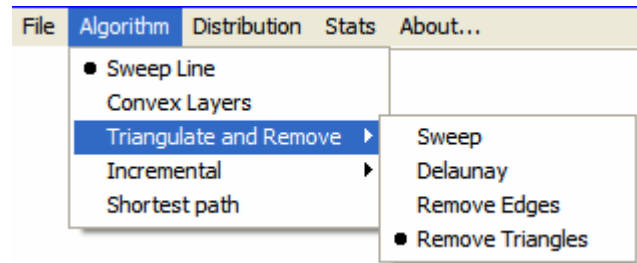 File Algorithm Distribution Stats About...
Sweep Line
Convex Layers
Triangulate and Remove
Incremental
Shortest path
Sweep
Delaunay
Remove Edges
Remove Triangles